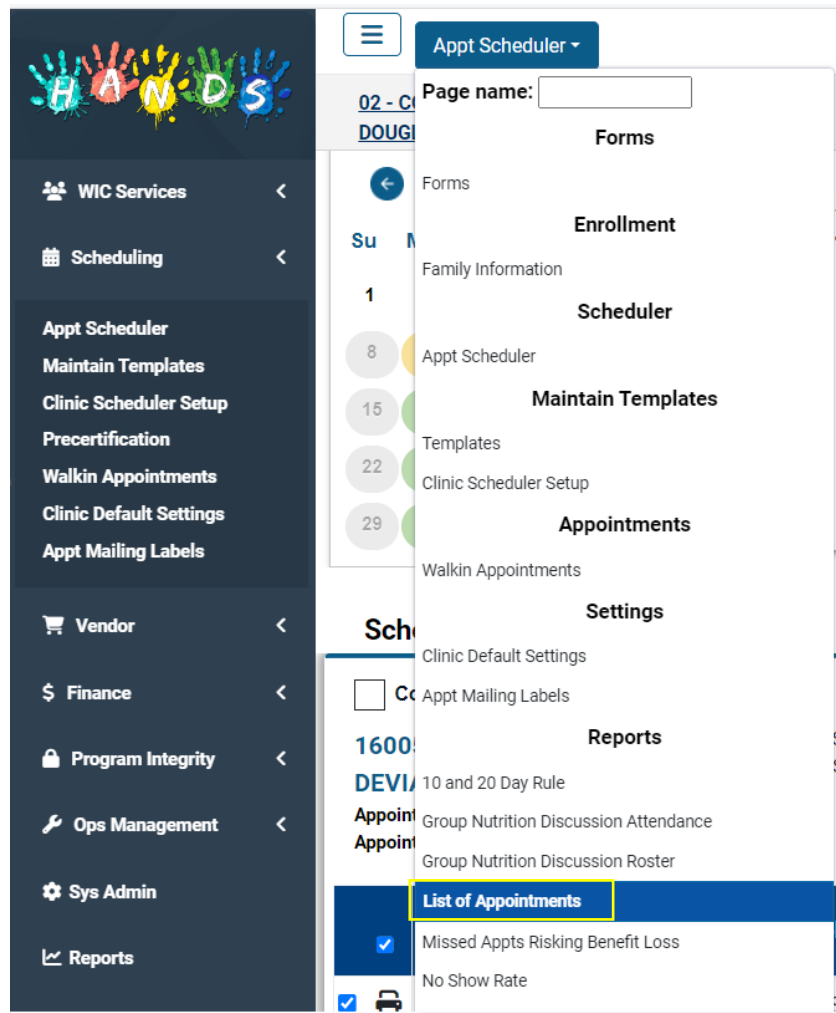 HANDS
WIC Services
Scheduling
Appt Scheduler
Maintain Templates
Clinic Scheduler Setup
Precertification
Walkin Appointments
Clinic Default Settings
Appt Mailing Labels
Vendor
$ Finance
Program Integrity
Ops Management
Sys Admin
Reports
Appt Scheduler
02 - C
DOUG
Su
1
8
15
22
29
Sch
Co
1600
DEVI
Appoint
Appoint
Page name:
Forms
Forms
Enrollment
Family Information
Scheduler
Appt Scheduler
Maintain Templates
Templates
Clinic Scheduler Setup
Appointments
Walkin Appointments
Settings
Clinic Default Settings
Appt Mailing Labels
Reports
10 and 20 Day Rule
Group Nutrition Discussion Attendance
Group Nutrition Discussion Roster
List of Appointments
Missed Appts Risking Benefit Loss
No Show Rate